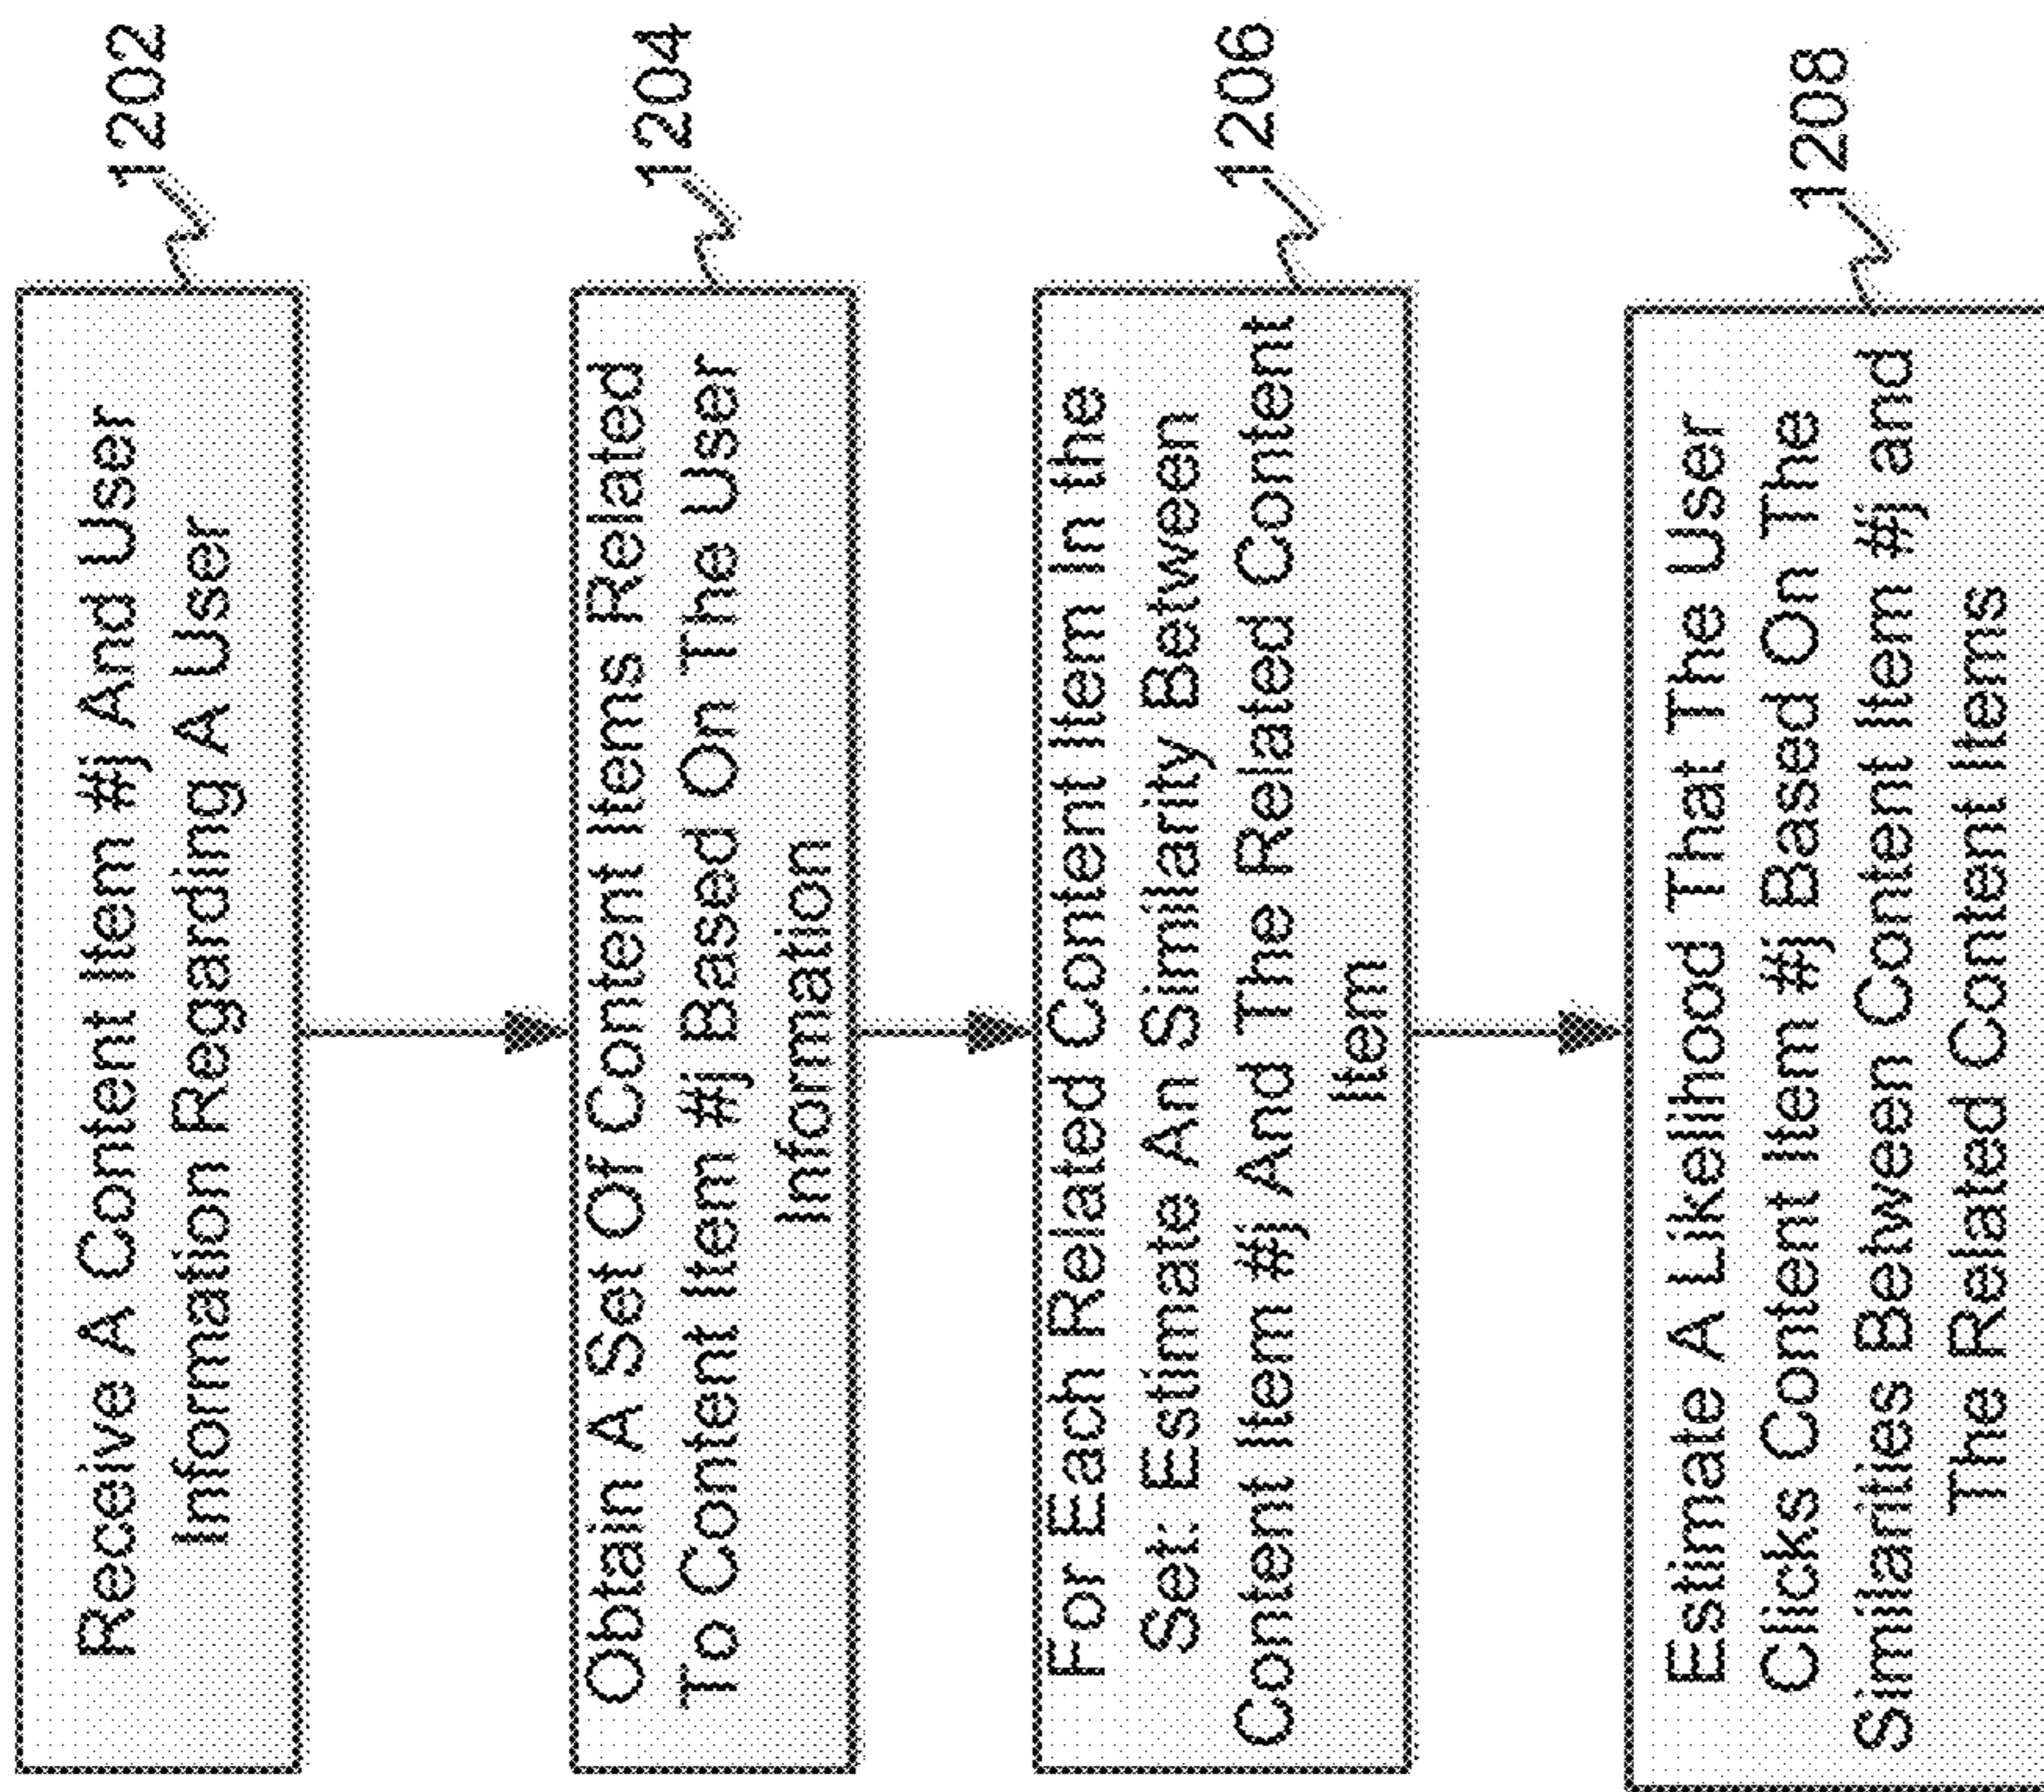 Receive A Content Item #j And User
Information Regarding A User
1202
Obtain A Set Of Content Items Related
To Content Item #j Based On The User
Information
1204
For Each Related Content Item In the
Set: Estimate An Similarity Between
Content Item #j And The Related Content
Item
1206
Estimate A Likelihood That The User
Clicks Content Item #j Based On The
Similarities Between Content Item #j and
The Related Content Items
1208